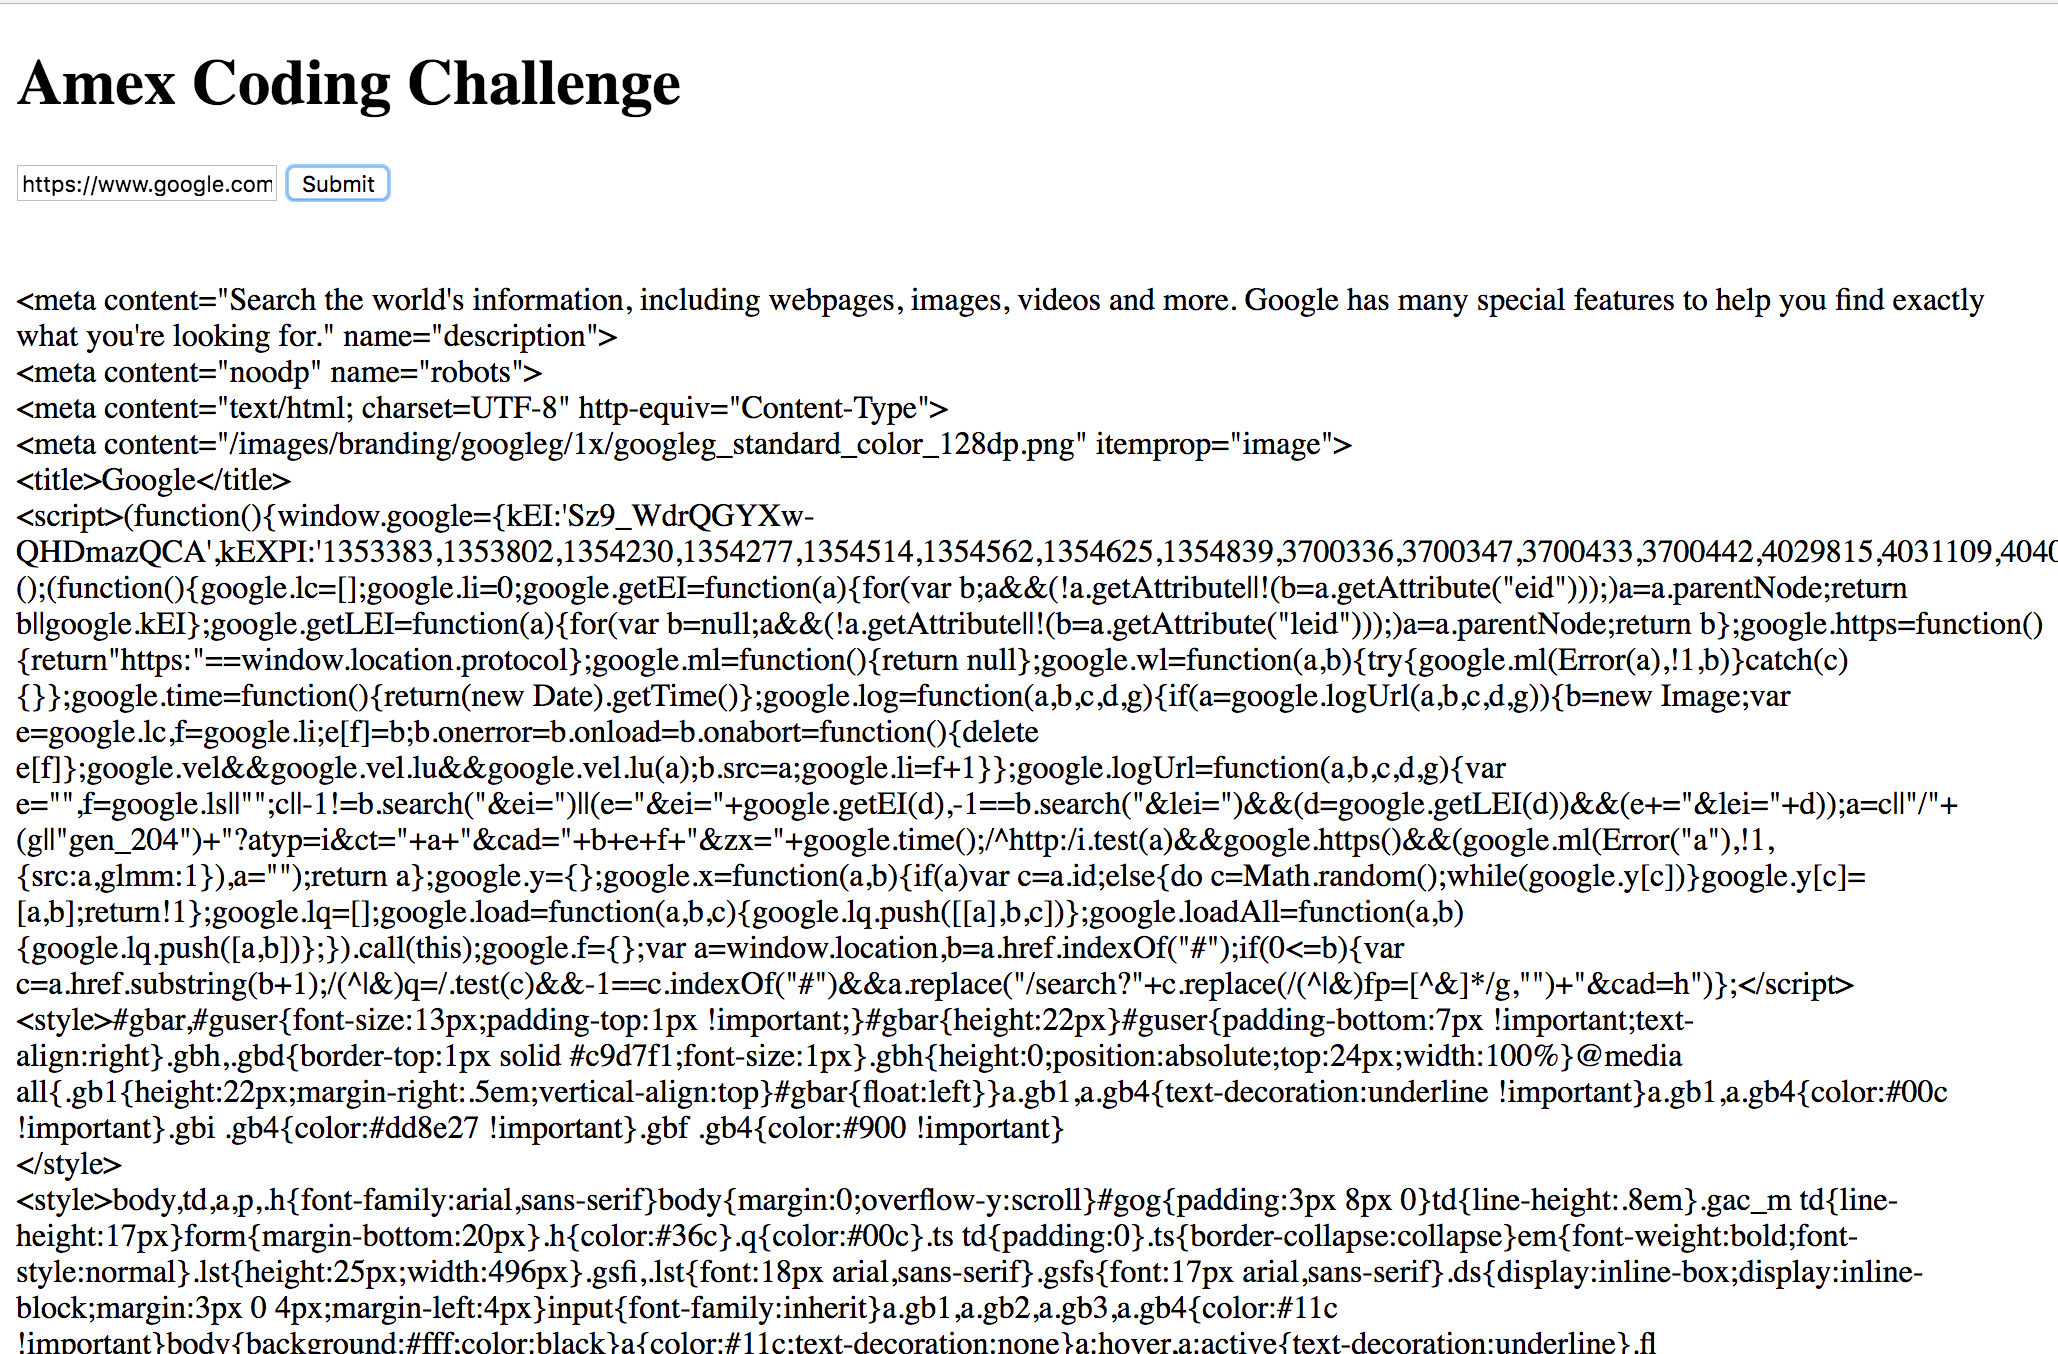 Amex Coding Challenge
https://www.google.com
Submit
<meta content="Search the world's information, including webpages, images, videos and more. Google has many special features to help you find exactly
what you're looking for." name="description">
<meta content="noodp" name="robots">
<meta content="text/html; charset=UTF-8" http-equiv="Content-Type">
<meta content="/images/branding/googleg/1x/googleg_standard_color_128dp.png" itemprop="image">
<title>Google</title>
<script>(function(){window.google={kEI:'Sz9_WdrQGYXw-
QHDmazQCA',kEXPI:'1353383,1353802,1354230,1354277,1354514,1354562,1354625,1354839,3700336,3700347,3700433,3700442,4029815,4031109,4040
();(function(){google.lc=[];google.li=0;google.getEI=function(a){for(var b;a&&(!a.getAttribute||!(b=a.getAttribute("eid")));)a=a.parentNode;return
b||google.kEI};google.getLEI=function(a){for(var b=null;a&&(!a.getAttribute||!(b=a.getAttribute("leid")));)a=a.parentNode;return b};google.https=function()
{return"https:"==window.location.protocol};google.ml=function(){return null};google.wl=function(a,b){try{google.ml(Error(a),!1,b)}catch(c)
{}};google.time=function(){return(new Date).getTime()};google.log=function(a,b,c,d,g){if(a=google.logUrl(a,b,c,d,g)){b=new Image;var
e=google.lc,f=google.li;e[f]=b;b.onerror=b.onload=b.onabort=function(){delete
e[f]};google.vel&&google.vel.lu&&google.vel.lu(a);b.src=a;google.li=f+1}};google.logUrl=function(a,b,c,d,g){var
e="",f=google.ls||"";c||-1!=b.search("&ei=")||(e="&ei="+google.getEI(d),-1==b.search("&lei=")&&(d=google.getLEI(d))&&(e+="&lei="+d));a=c||"/"+
(g||"gen_204")+"?atyp=i&ct="+a+"&cad="+b+e+f+"&zx="+google.time();/^http:/i.test(a)&&google.https()&&(google.ml(Error("a"),!1,
{src:a,glmm:1}),a="");return a};google.y={};google.x=function(a,b){if(a)var c=a.id;else{do c=Math.random();while(google.y[c])}google.y[c]=
[a,b];return!1};google.lq=[];google.load=function(a,b,c){google.lq.push([[a],b,c])};google.loadAll=function(a,b)
{google.lq.push([a,b])};}).call(this);google.f={};var a=window.location,b=a.href.indexOf("#");if(0<=b){var
c=a.href.substring(b+1);/(^|&)q=/.test(c)&&-1==c.indexOf("#")&&a.replace("/search?"+c.replace(/(^|&)fp=[^&]*/g,"")+"&cad=h")};</script>
<style>#gbar,#guser{font-size:13px;padding-top:1px !important;}#gbar{height:22px}#guser{padding-bottom:7px !important;text-
align:right}.gbh,.gbd{border-top:1px solid #c9d7f1;font-size:1px}.gbh{height:0;position:absolute;top:24px;width:100%}@media
all{.gb1{height:22px;margin-right:.5em;vertical-align:top}#gbar{float:left}}a.gb1,a.gb4{text-decoration:underline !important}a.gb1,a.gb4{color:#00c
!important}.gbi .gb4{color:#dd8e27 !important}.gbf .gb4{color:#900 !important}
</style>
<style>body,td,a,p,.h{font-family:arial,sans-serif}body{margin:0;overflow-y:scroll}#gog{padding:3px 8px 0}td{line-height:.8em}.gac_m td{line-
height:17px}form{margin-bottom:20px}.h{color:#36c}.q{color:#00c}.ts td{padding:0}.ts{border-collapse:collapse}em{font-weight:bold;font-
style:normal}.lst{height:25px;width:496px}.gsfi,.lst{font:18px arial,sans-serif}.gsfs{font:17px arial,sans-serif}.ds{display:inline-box;display:inline-
block;margin:3px 0 4px;margin-left:4px}input{font-family:inherit}a.gb1,a.gb2,a.gb3,a.gb4{color:#11c
!important}body{background:#fff;color:black}a{color:#11c;text-decoration:none}a:hover,a:active{text-decoration:underline}.fl